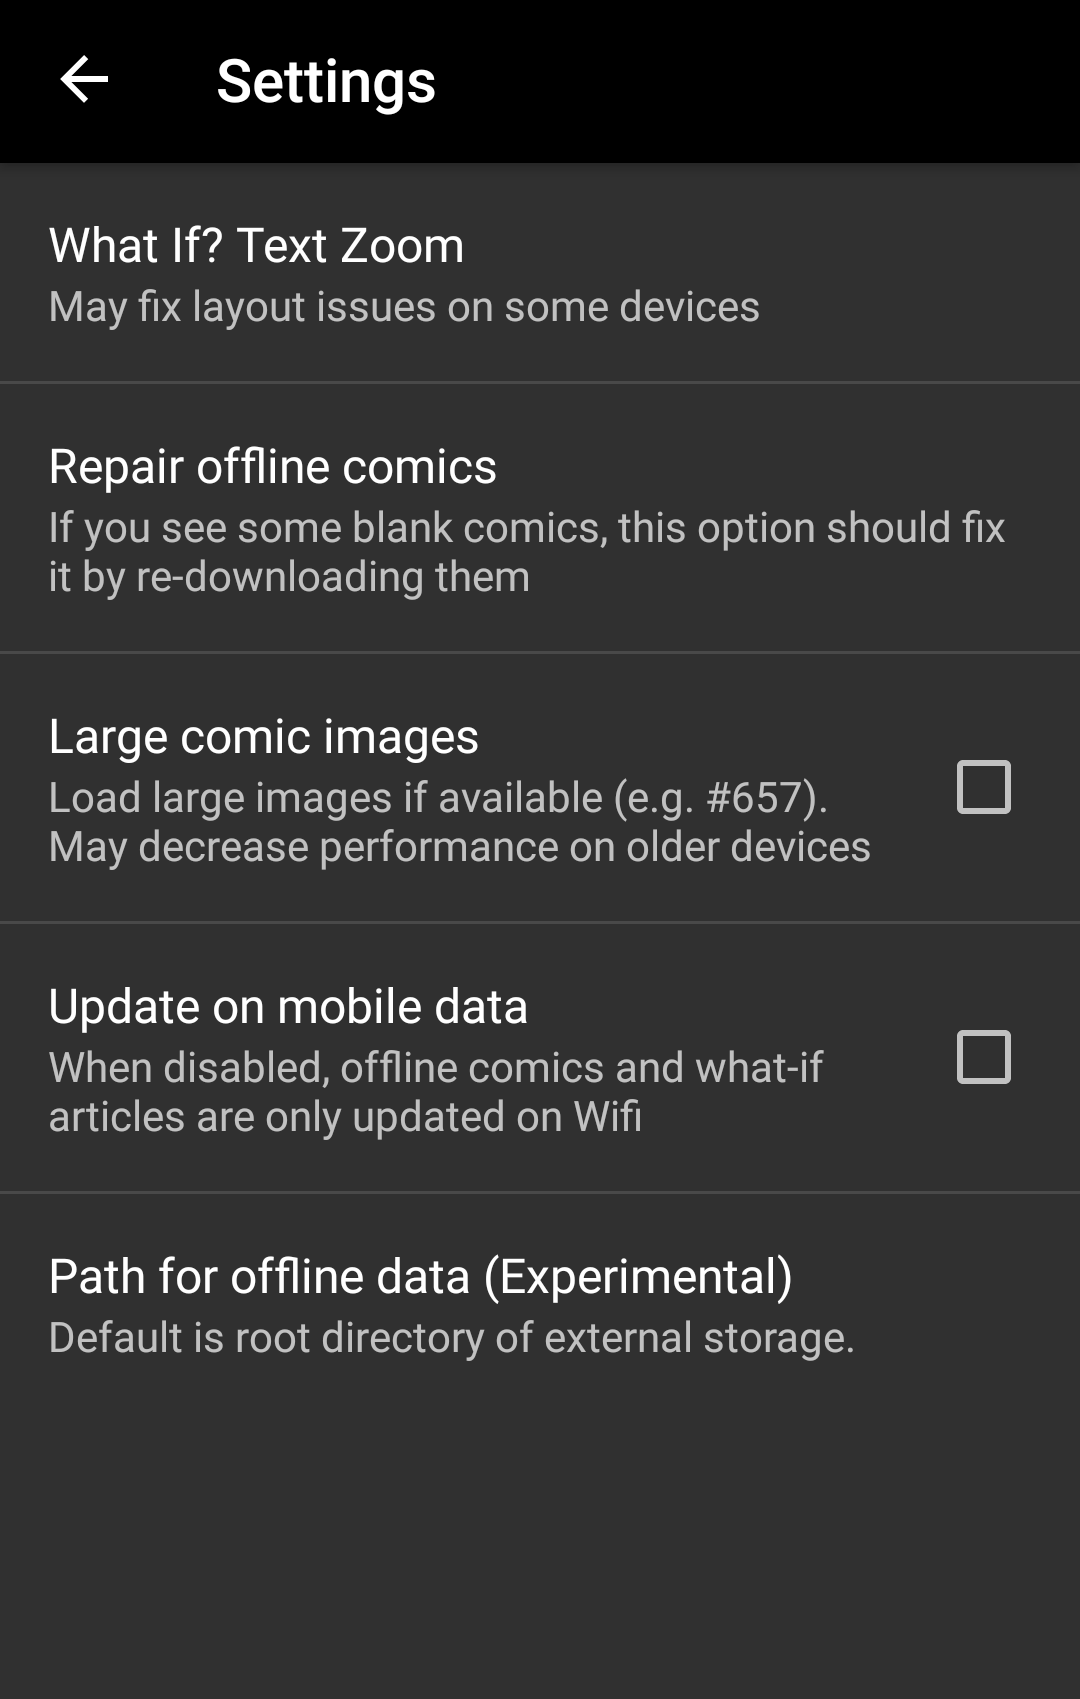 Settings
What If? Text Zoom
May fix layout issues on some devices
Repair offline comics
If you see some blank comics, this option should fix
it by re-downloading them
Large comic images
Load large images if available (e.g. #657).
May decrease performance on older devices
Update on mobile data
When disabled, offline comics and what-if
articles are only updated on Wifi
Path for offline data (Experimental)
Default is root directory of external storage.